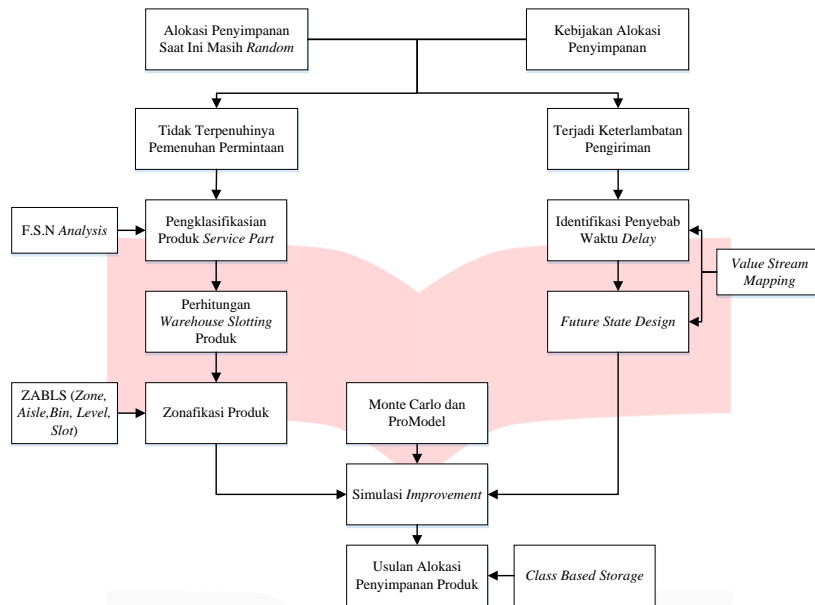 Alokasi Penyimpanan
Saat Ini Masih Random
Kebijakan Alokasi
Penyimpanan
Tidak Terpenuhinya
Pemenuhan Permintaan
Terjadi Keterlambatan
Pengiriman
F.S.N Analysis
Pengklasifikasian
Produk Service Part
Identifikasi Penyebab
Waktu Delay
Value Stream
Mapping
Perhitungan
Warehouse Slotting
Produk
Future State Design
ZABLS (Zone,
Aisle,Bin, Level,
Slot)
Zonafikasi Produk
Monte Carlo dan
ProModel
Simulasi Improvement
Usulan Alokasi
Penyimpanan Produk
Class Based Storage